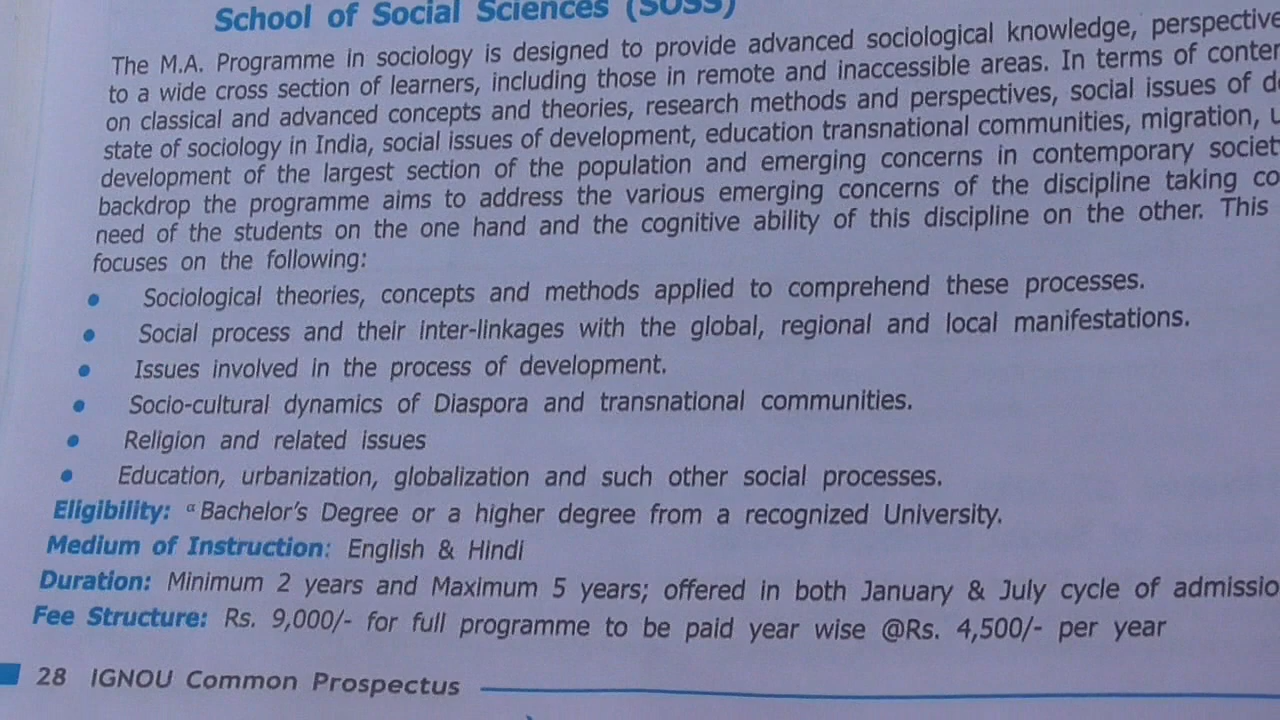 School of Social Sciences (SOSS)
The M.A. Programme in sociology is designed to provide advanced sociological knowledge, perspective
to a wide cross section of learners, including those in remote and inaccessible areas. In terms of
on classical and advanced concepts and theories, research methods and perspectives, social issues of
state of sociology in India, social issues of development, education transnational communities, migration,
development of the largest section of the population and emerging concerns in contemporary
backdrop the programme aims to address the various emerging concerns of the discipline taking
need of the students on the one hand and the cognitive ability of this discipline on the other. This
focuses on the following:
• Sociological theories, concepts and methods applied to comprehend these processes.
• Social process and their inter-linkages with the global, regional and local manifestations.
• Issues involved in the process of development.
• Socio-cultural dynamics of Diaspora and transnational communities.
• Religion and related issues
• Education, urbanization, globalization and such other social processes.
Eligibility: α Bachelor's Degree or a higher degree from a recognized University.
Medium of Instruction: English & Hindi
Duration: Minimum 2 years and Maximum 5 years; offered in both January & July cycle of admissio
Fee Structure: Rs. 9,000/- for full programme to be paid year wise @Rs. 4,500/- per year
28 IGNOU Common Prospectus